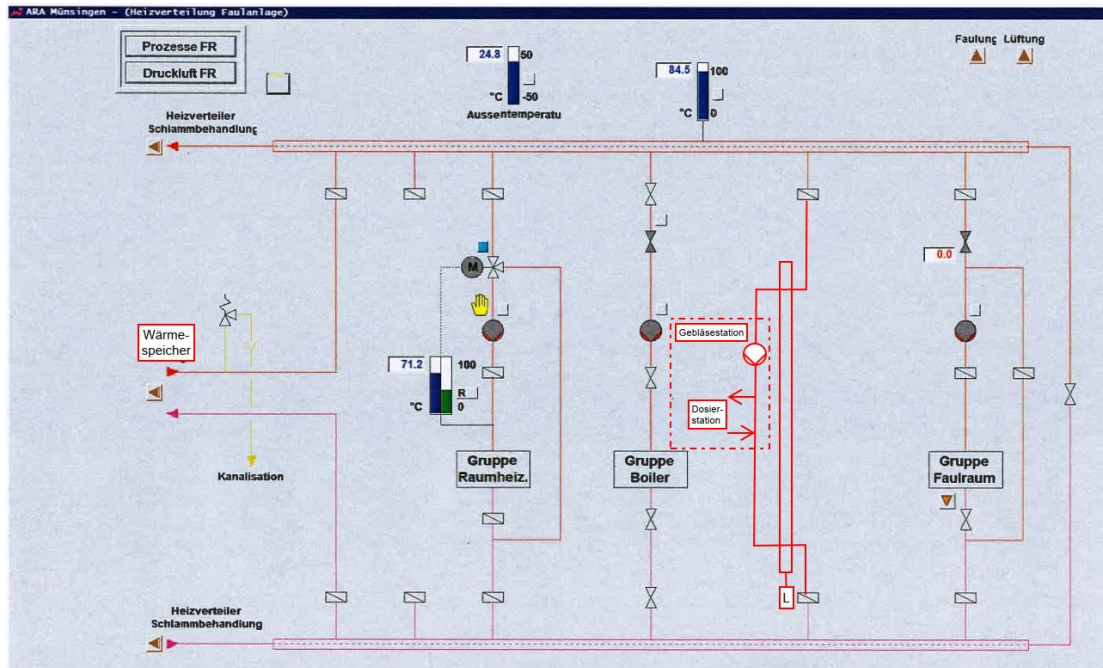 ARA Münsingen - (Heizverteilung Faulanlage)
Prozesse FR
Druckluft FR
24.8
50
°C
-50
Aussentemperatu
84.5
100
°C
0
Faulung
Lüftung
Heizverteiler
Schlammbehandlung
M
0.0
Wärme-
speicher
71.2
100
R
°C
0
Gebläsestation
Dosier-
station
Kanalisation
Gruppe
Raumheiz.
Gruppe
Boiler
Gruppe
Faulraum
L
Heizverteiler
Schlammbehandlung